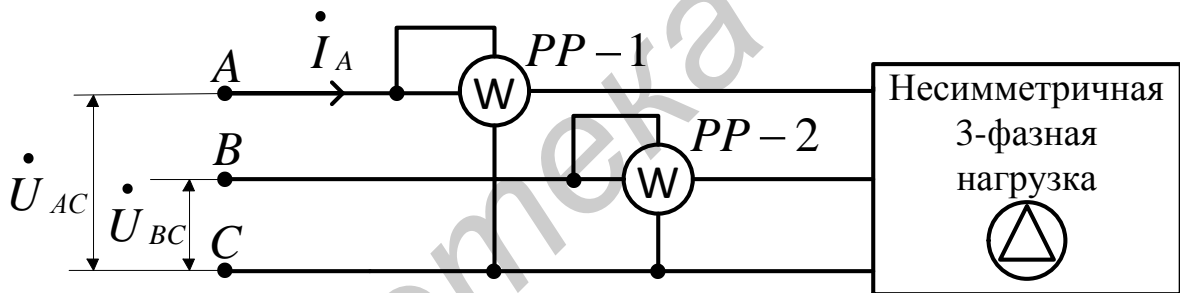 A
İ A
PP − 1
W
B
PP − 2
W
U̇ AC
U̇ BC
C
Несимметричная
3-фазная
нагрузка